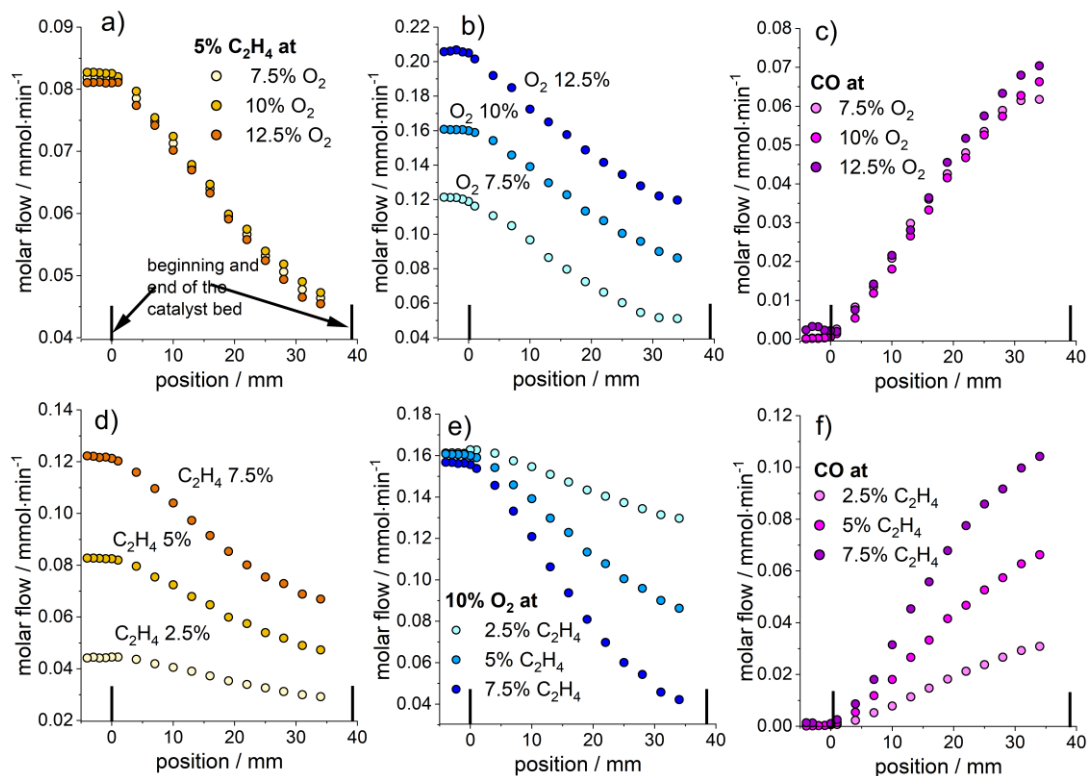 a)
5% C₂H₄ at
7.5% O₂
10% O₂
12.5% O₂
beginning and
end of the
catalyst bed
molar flow / mmol·min⁻¹
0.09
0.08
0.07
0.06
0.05
0.04
0
10
20
30
40
position / mm
b)
O₂ 12.5%
O₂ 10%
O₂ 7.5%
molar flow / mmol·min⁻¹
0.22
0.20
0.18
0.16
0.14
0.12
0.10
0.08
0.06
0.04
0
10
20
30
40
position / mm
c)
CO at
7.5% O₂
10% O₂
12.5% O₂
molar flow / mmol·min⁻¹
0.08
0.07
0.06
0.05
0.04
0.03
0.02
0.01
0.00
0
10
20
30
40
position / mm
d)
C₂H₄ 7.5%
C₂H₄ 5%
C₂H₄ 2.5%
molar flow / mmol·min⁻¹
0.14
0.12
0.10
0.08
0.06
0.04
0.02
0
10
20
30
40
position / mm
e)
10% O₂ at
2.5% C₂H₄
5% C₂H₄
7.5% C₂H₄
molar flow / mmol·min⁻¹
0.18
0.16
0.14
0.12
0.10
0.08
0.06
0.04
0.02
0
10
20
30
40
position / mm
f)
CO at
2.5% C₂H₄
5% C₂H₄
7.5% C₂H₄
molar flow / mmol·min⁻¹
0.12
0.10
0.08
0.06
0.04
0.02
0.00
0
10
20
30
40
position / mm